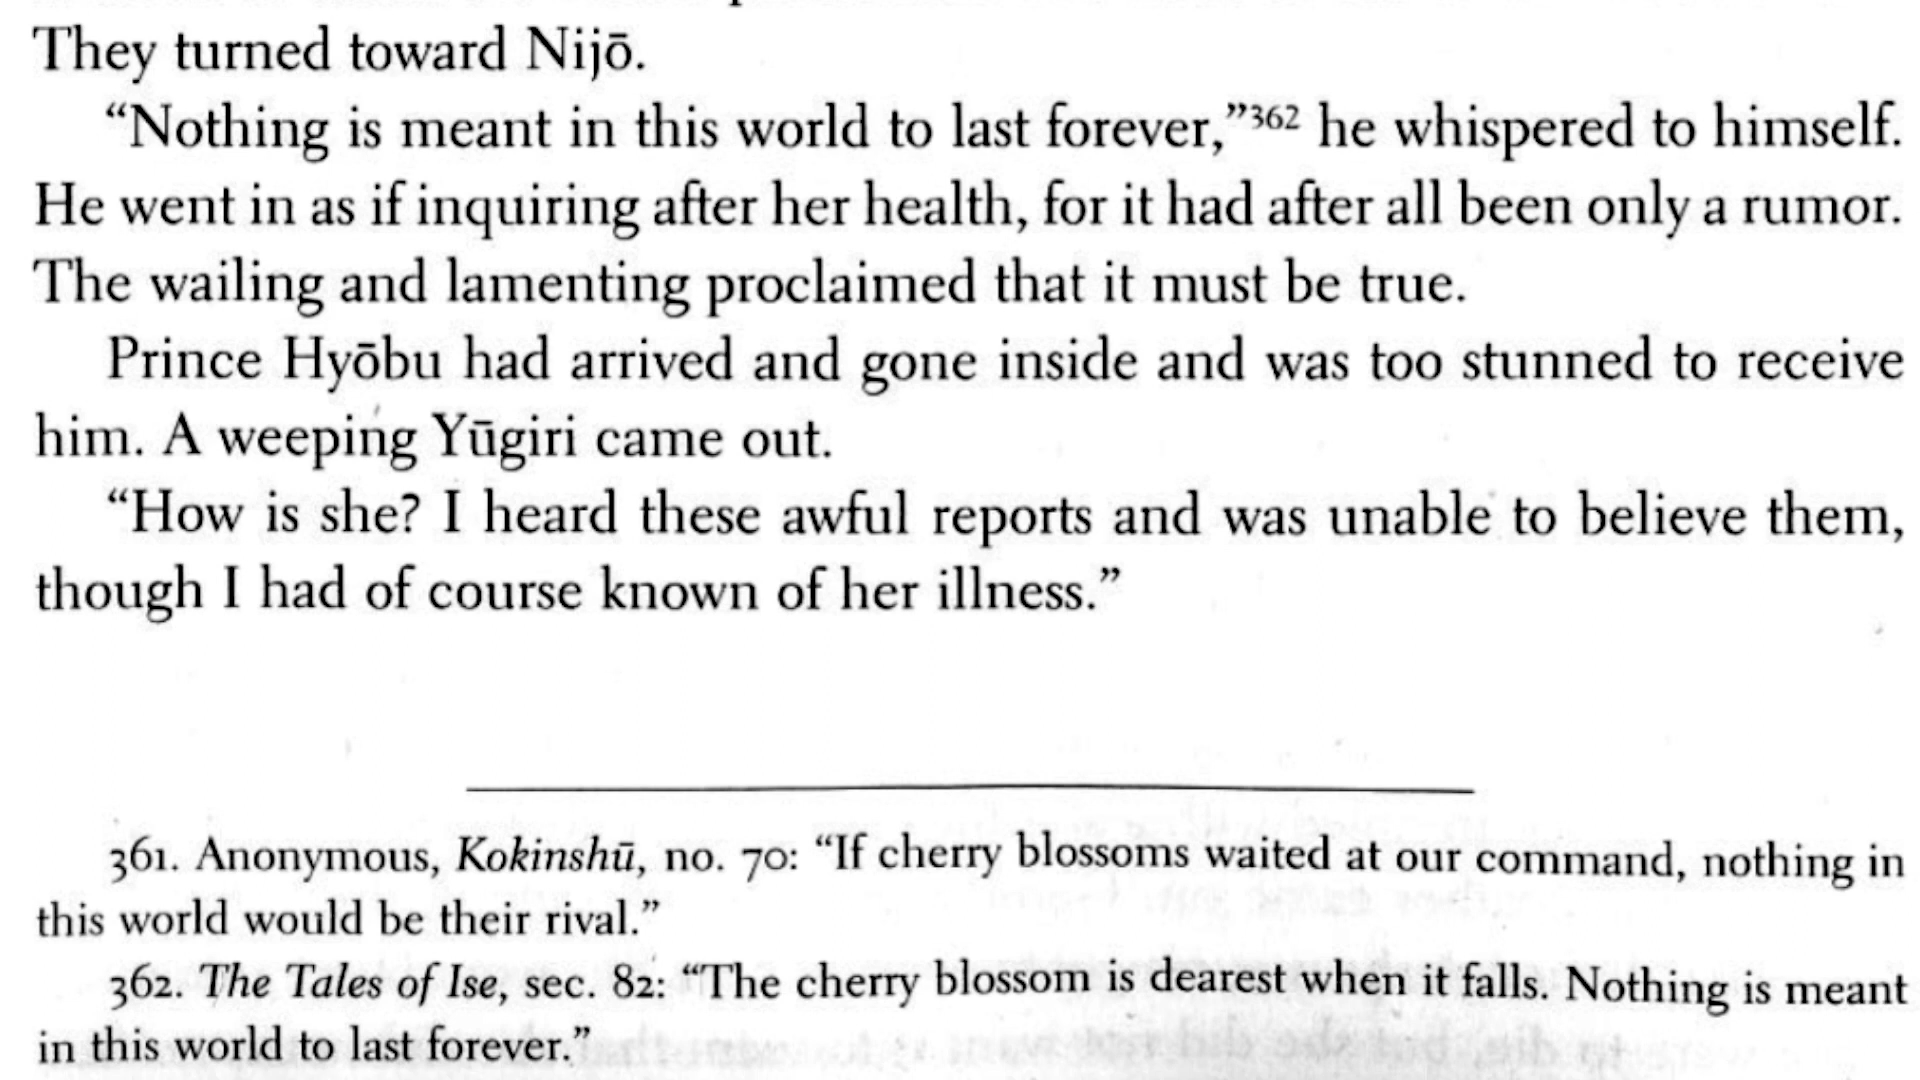 They turned toward Nijō.
“Nothing is meant in this world to last forever,”362 he whispered to himself.
He went in as if inquiring after her health, for it had after all been only a rumor.
The wailing and lamenting proclaimed that it must be true.
Prince Hyōbu had arrived and gone inside and was too stunned to receive
him. A weeping Yūgiri came out.
“How is she? I heard these awful reports and was unable to believe them,
though I had of course known of her illness.”
361. Anonymous, Kokinshū, no. 70: “If cherry blossoms waited at our command, nothing in
this world would be their rival.”
362. The Tales of Ise, sec. 82: “The cherry blossom is dearest when it falls. Nothing is meant
in this world to last forever.”